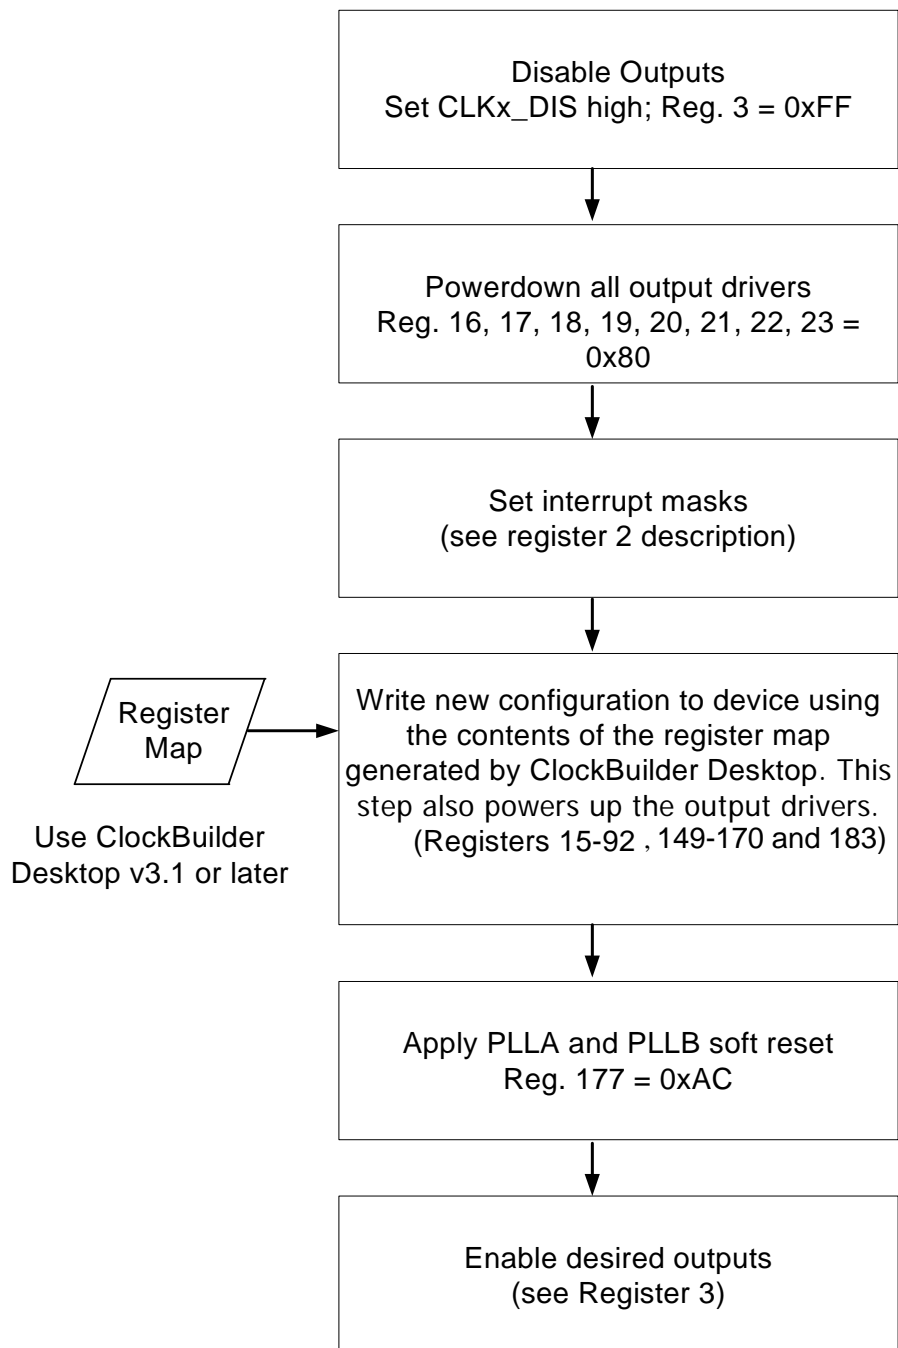 Disable Outputs
Set CLKx_DIS high; Reg. 3 = 0xFF
Powerdown all output drivers
Reg. 16, 17, 18, 19, 20, 21, 22, 23 =
0x80
Set interrupt masks
(see register 2 description)
Register
Map
Use ClockBuilder
Desktop v3.1 or later
Write new configuration to device using
the contents of the register map
generated by ClockBuilder Desktop. This
step also powers up the output drivers.
(Registers 15-92 , 149-170 and 183)
Apply PLLA and PLLB soft reset
Reg. 177 = 0xAC
Enable desired outputs
(see Register 3)